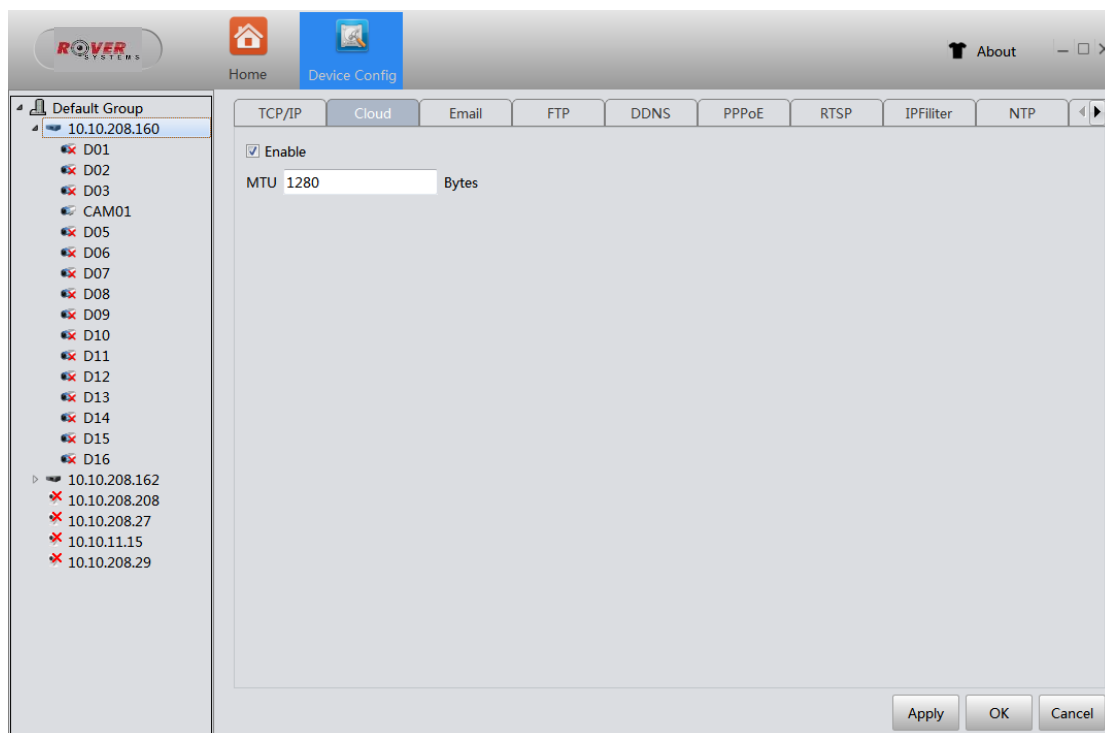 ROVER
SYSTEMS
Home
Device Config
About
Default Group
10.10.208.160
D01
D02
D03
CAM01
D05
D06
D07
D08
D09
D10
D11
D12
D13
D14
D15
D16
10.10.208.162
10.10.208.208
10.10.208.27
10.10.11.15
10.10.208.29
TCP/IP Cloud Email FTP DDNS PPPoE RTSP IPFiliter NTP
Enable
MTU 1280 Bytes
Apply OK Cancel